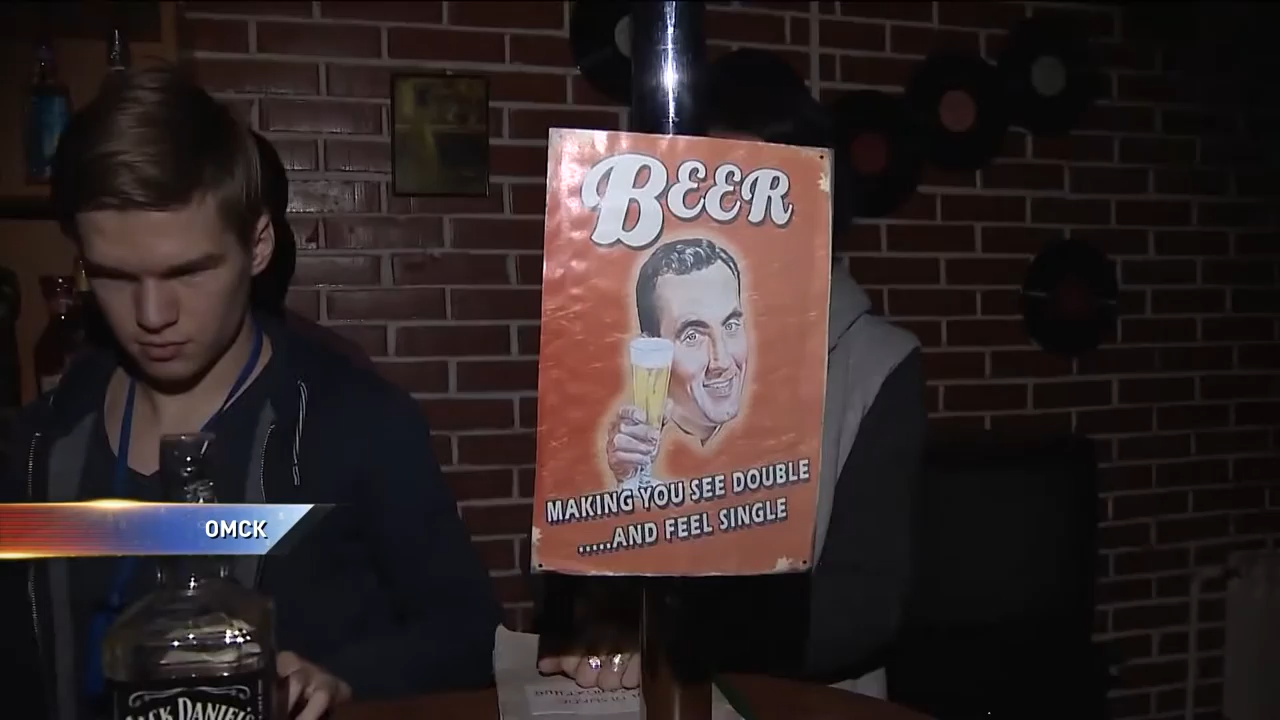 BEER
MAKING YOU SEE DOUBLE
.....AND FEEL SINGLE
ОМСК
JACK DANIEL'S